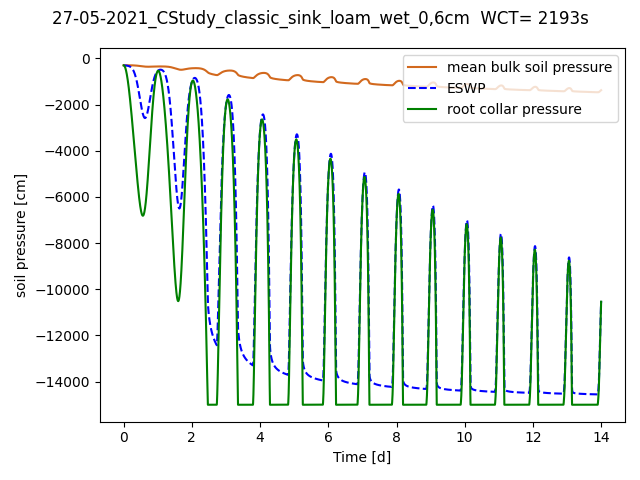 27-05-2021_CStudy_classic_sink_loam_wet_0,6cm  WCT= 2193s
mean bulk soil pressure
ESWP
root collar pressure
soil pressure [cm]
0
−2000
−4000
−6000
−8000
−10000
−12000
−14000
0 2 4 6 8 10 12 14
Time [d]